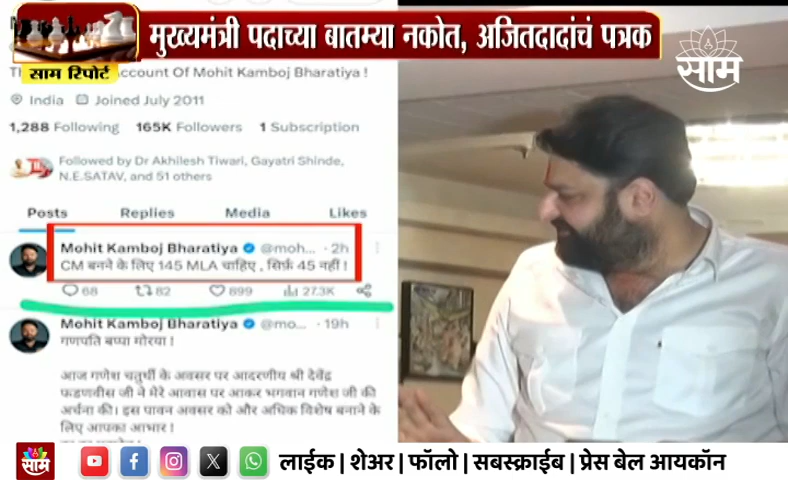 मुख्यमंत्री पदाच्या बातम्या नकोत, अजितदादांचं पत्रक
साम रिपोर्ट
साम
Account Of Mohit Kamboj Bharatiya !
India Joined July 2011
1,288 Following 165K Followers 1 Subscription
Followed by Dr Akhilesh Tiwari, Gayatri Shinde,
N.E.SATAV, and 51 others
Posts Replies Media Likes
Mohit Kamboj Bharatiya @moh... · 2h
CM बनने के लिए 145 MLA चाहिए , सिर्फ़ 45 नहीं !
68 82 899 27.3K
Mohit Kamboj Bharatiya @mo... · 19h
गणपति बप्पा मोरया !
आज गणेश चतुर्थी के अवसर पर आदरणीय श्री देवेंद्र
फडणवीस जी ने मेरे आवास पर आकर भगवान गणेश जी की
अर्चना की। इस पावन अवसर को और अधिक विशेष बनाने के
लिए आपका आभार !
साम
लाईक | शेअर | फॉलो | सबस्क्राईब | प्रेस बेल आयकॉन